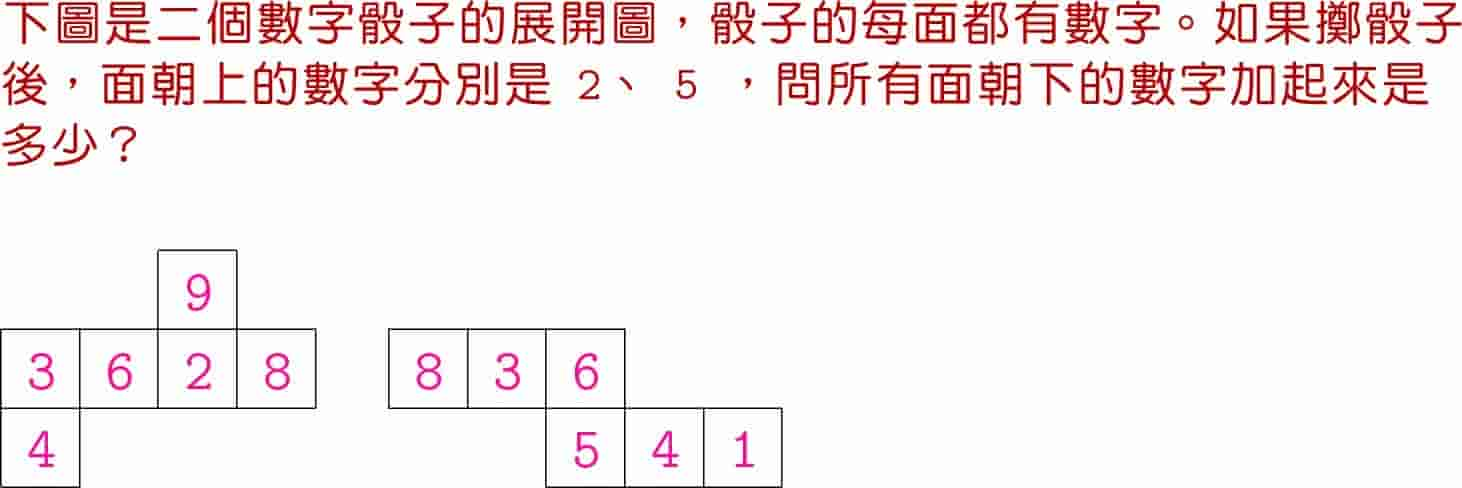 下圖是二個數字骰子的展開圖，骰子的每面都有數字。如果擲骰子
後，面朝上的數字分別是 2、 5 ，問所有面朝下的數字加起來是
多少？
9
3 6 2 8 8 3 6
4 5 4 1